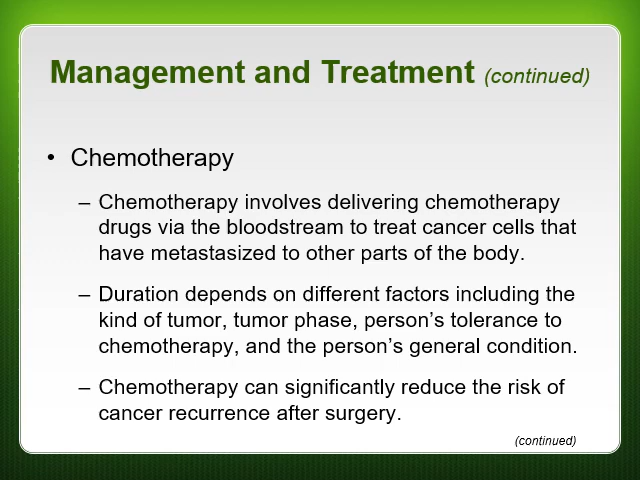 Management and Treatment (continued)
• Chemotherapy
– Chemotherapy involves delivering chemotherapy
drugs via the bloodstream to treat cancer cells that
have metastasized to other parts of the body.
– Duration depends on different factors including the
kind of tumor, tumor phase, person’s tolerance to
chemotherapy, and the person’s general condition.
– Chemotherapy can significantly reduce the risk of
cancer recurrence after surgery.
(continued)